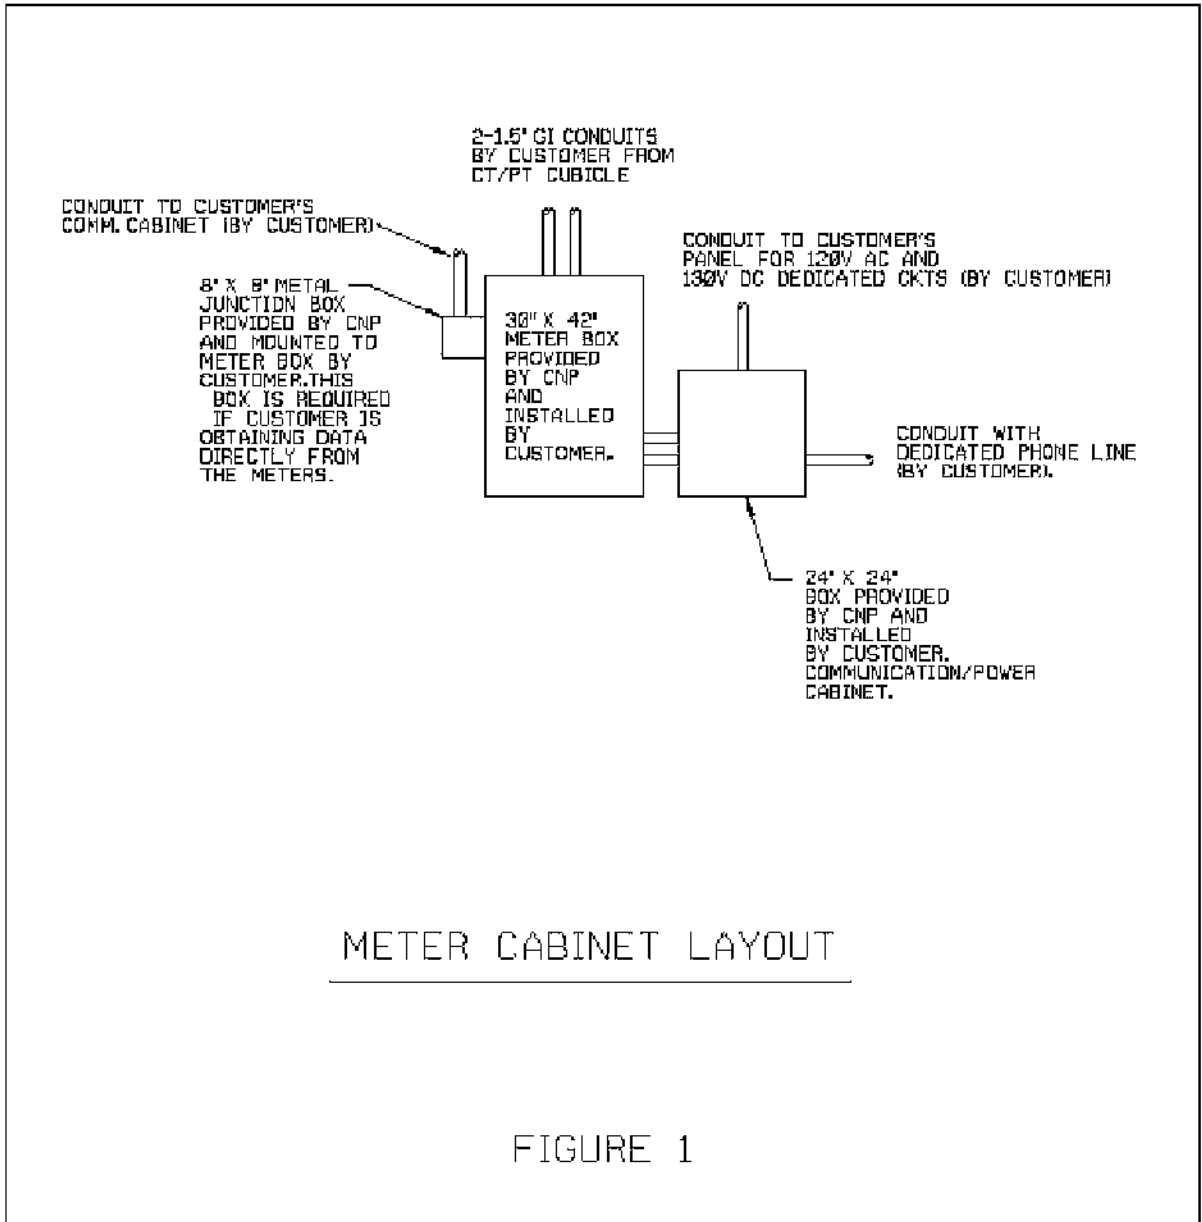 2-1.5" GI CONDUITS
BY CUSTOMER FROM
CT/PT CUBICLE
CONDUIT TO CUSTOMER'S
COMM. CABINET (BY CUSTOMER)
CONDUIT TO CUSTOMER'S
PANEL FOR 120V AC AND
130V DC DEDICATED CKTS (BY CUSTOMER)
8" X 8" METAL
JUNCTION BOX
PROVIDED BY CNP
AND MOUNTED TO
METER BOX BY
CUSTOMER. THIS
BOX IS REQUIRED
IF CUSTOMER IS
OBTAINING DATA
DIRECTLY FROM
THE METERS.
30" X 42"
METER BOX
PROVIDED
BY CNP
AND
INSTALLED
BY
CUSTOMER.
CONDUIT WITH
DEDICATED PHONE LINE
(BY CUSTOMER).
24" X 24"
BOX PROVIDED
BY CNP AND
INSTALLED
BY CUSTOMER.
COMMUNICATION/POWER
CABINET.
METER CABINET LAYOUT
FIGURE 1